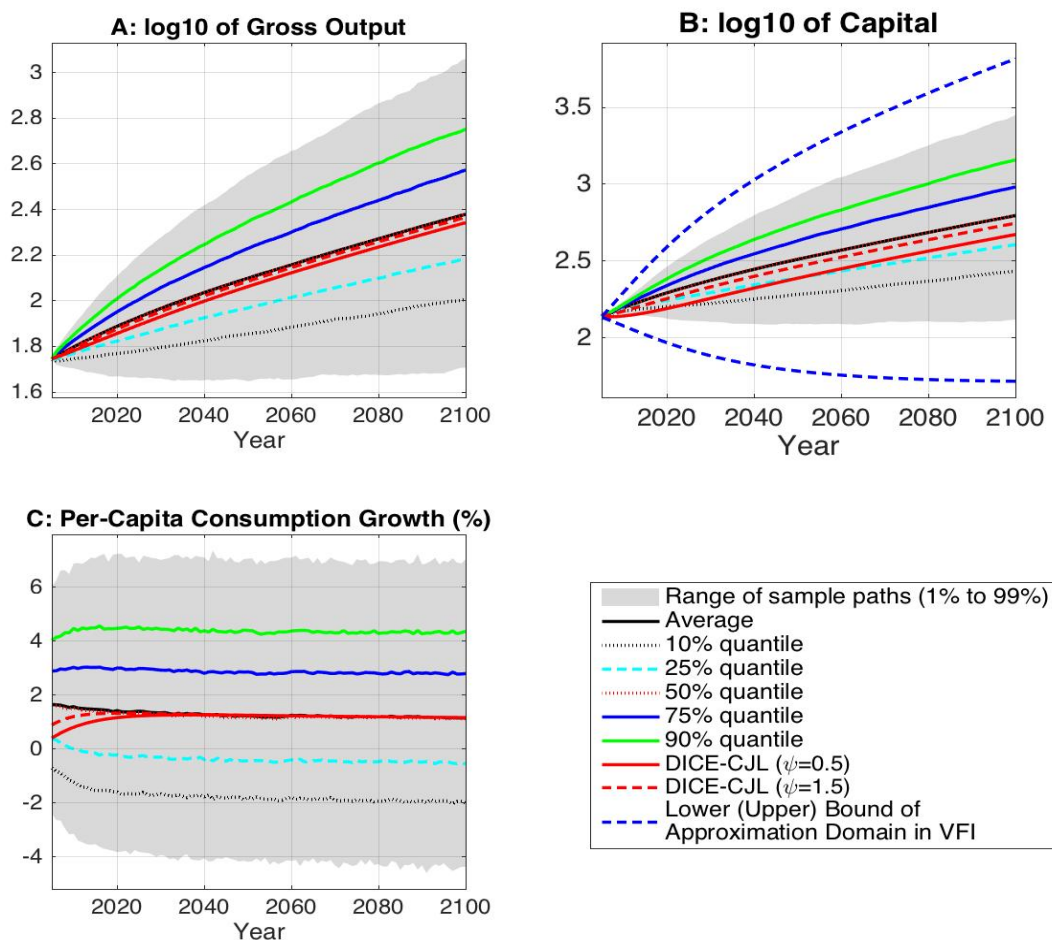 A: log10 of Gross Output
3
2.8
2.6
2.4
2.2
2
1.8
1.6
2020 2040 2060 2080 2100
Year
B: log10 of Capital
3.5
3
2.5
2
2020 2040 2060 2080 2100
Year
C: Per-Capita Consumption Growth (%)
6
4
2
0
-2
-4
2020 2040 2060 2080 2100
Year
Range of sample paths (1% to 99%)
Average
10% quantile
25% quantile
50% quantile
75% quantile
90% quantile
DICE-CJL (ψ=0.5)
DICE-CJL (ψ=1.5)
Lower (Upper) Bound of
Approximation Domain in VFI